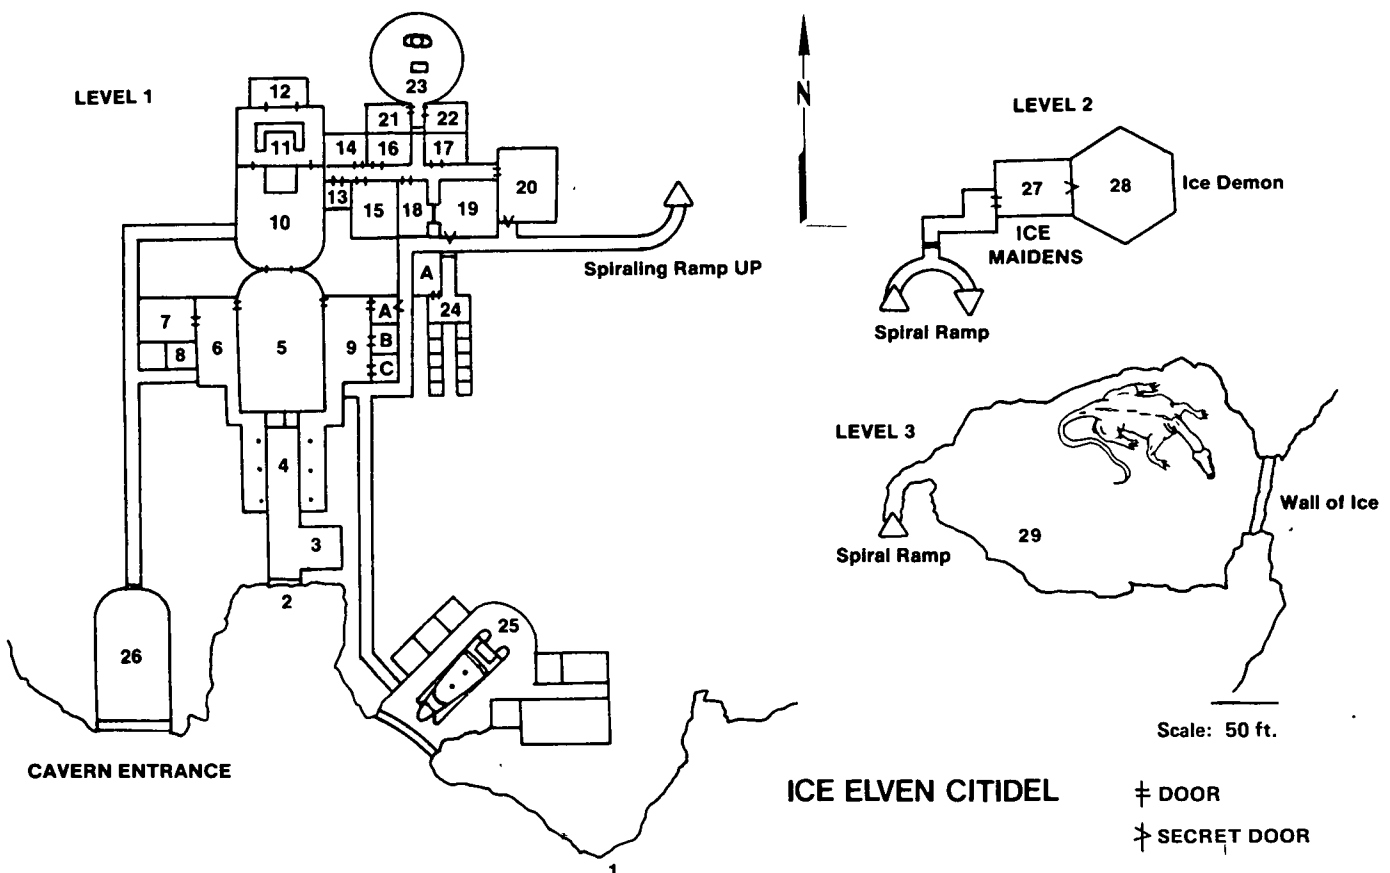 LEVEL 1
12
11
10
14
21
16
23
22
17
13
15
18
19
20
Spiraling Ramp UP
A
24
7
8
6
5
9
A
B
C
4
3
2
26
25
CAVERN ENTRANCE
1
N
LEVEL 2
27
28
Ice Demon
ICE
MAIDENS
Spiral Ramp
LEVEL 3
29
Wall of Ice
Spiral Ramp
Scale: 50 ft.
ICE ELVEN CITIDEL
DOOR
SECRET DOOR